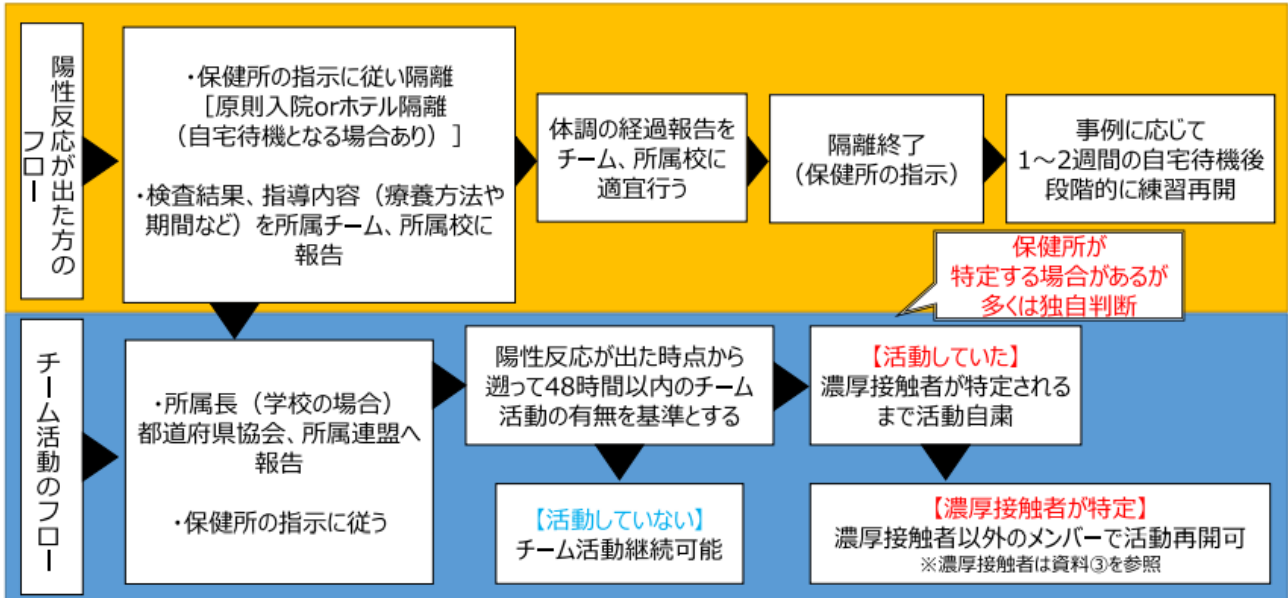 陽性反応が出た方の
フロー
・保健所の指示に従い隔離
［原則入院orホテル隔離
（自宅待機となる場合あり）］
・検査結果、指導内容（療養方法や
期間など）を所属チーム、所属校に
報告
体調の経過報告を
チーム、所属校に
適宜行う
隔離終了
（保健所の指示）
事例に応じて
1～2週間の自宅待機後
段階的に練習再開
保健所が
特定する場合があるが
多くは独自判断
チーム活動のフロー
・所属長（学校の場合）
都道府県協会、所属連盟へ
報告
・保健所の指示に従う
陽性反応が出た時点から
遡って48時間以内のチーム
活動の有無を基準とする
【活動していない】
チーム活動継続可能
【活動していた】
濃厚接触者が特定される
まで活動自粛
【濃厚接触者が特定】
濃厚接触者以外のメンバーで活動再開可
※濃厚接触者は資料③を参照